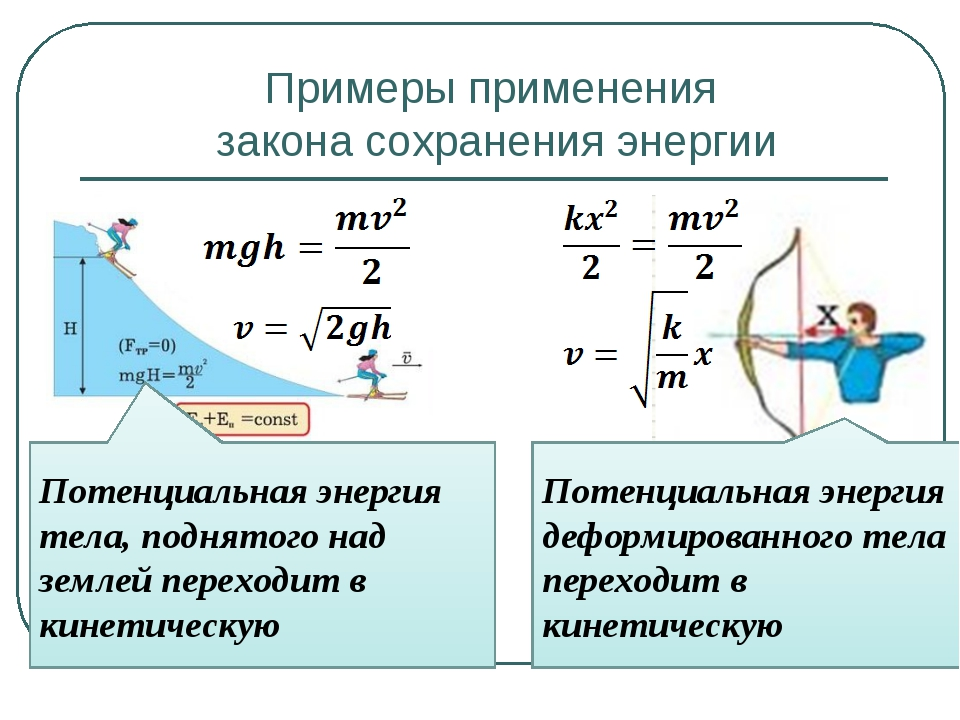 Примеры применения
закона сохранения энергии
mgh = mv²/2
v = √2gh
H
(Fтр=0)
mgH= mv²/2
v̄
+Eп =const
kx²/2 = mv²/2
v = √k/m x
X
Потенциальная энергия
тела, поднятого над
землей переходит в
кинетическую
Потенциальная энергия
деформированного тела
переходит в
кинетическую